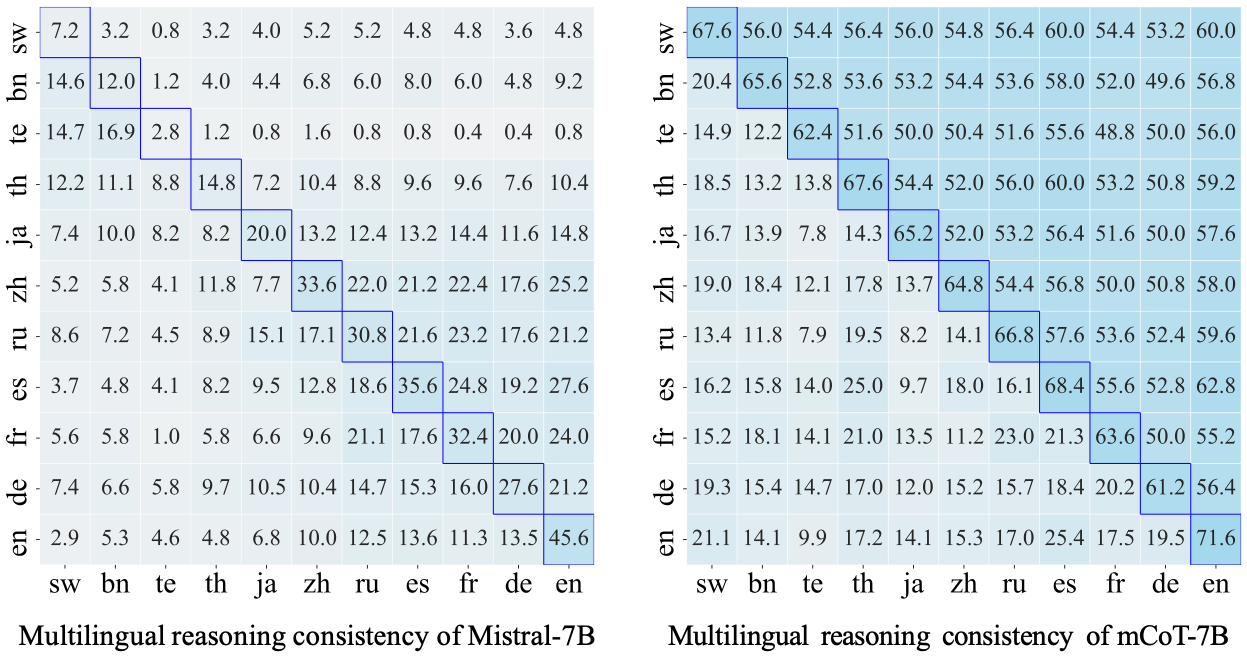 sw 7.2 3.2 0.8 3.2 4.0 5.2 5.2 4.8 4.8 3.6 4.8
bn 14.6 12.0 1.2 4.0 4.4 6.8 6.0 8.0 6.0 4.8 9.2
te 14.7 16.9 2.8 1.2 0.8 1.6 0.8 0.8 0.4 0.4 0.8
th 12.2 11.1 8.8 14.8 7.2 10.4 8.8 9.6 9.6 7.6 10.4
ja 7.4 10.0 8.2 8.2 20.0 13.2 12.4 13.2 14.4 11.6 14.8
zh 5.2 5.8 4.1 11.8 7.7 33.6 22.0 21.2 22.4 17.6 25.2
ru 8.6 7.2 4.5 8.9 15.1 17.1 30.8 21.6 23.2 17.6 21.2
es 3.7 4.8 4.1 8.2 9.5 12.8 18.6 35.6 24.8 19.2 27.6
fr 5.6 5.8 1.0 5.8 6.6 9.6 21.1 17.6 32.4 20.0 24.0
de 7.4 6.6 5.8 9.7 10.5 10.4 14.7 15.3 16.0 27.6 21.2
en 2.9 5.3 4.6 4.8 6.8 10.0 12.5 13.6 11.3 13.5 45.6
sw bn te th ja zh ru es fr de en
Multilingual reasoning consistency of Mistral-7B
sw 67.6 56.0 54.4 56.4 56.0 54.8 56.4 60.0 54.4 53.2 60.0
bn 20.4 65.6 52.8 53.6 53.2 54.4 53.6 58.0 52.0 49.6 56.8
te 14.9 12.2 62.4 51.6 50.0 50.4 51.6 55.6 48.8 50.0 56.0
th 18.5 13.2 13.8 67.6 54.4 52.0 56.0 60.0 53.2 50.8 59.2
ja 16.7 13.9 7.8 14.3 65.2 52.0 53.2 56.4 51.6 50.0 57.6
zh 19.0 18.4 12.1 17.8 13.7 64.8 54.4 56.8 50.0 50.8 58.0
ru 13.4 11.8 7.9 19.5 8.2 14.1 66.8 57.6 53.6 52.4 59.6
es 16.2 15.8 14.0 25.0 9.7 18.0 16.1 68.4 55.6 52.8 62.8
fr 15.2 18.1 14.1 21.0 13.5 11.2 23.0 21.3 63.6 50.0 55.2
de 19.3 15.4 14.7 17.0 12.0 15.2 15.7 18.4 20.2 61.2 56.4
en 21.1 14.1 9.9 17.2 14.1 15.3 17.0 25.4 17.5 19.5 71.6
sw bn te th ja zh ru es fr de en
Multilingual reasoning consistency of mCoT-7B